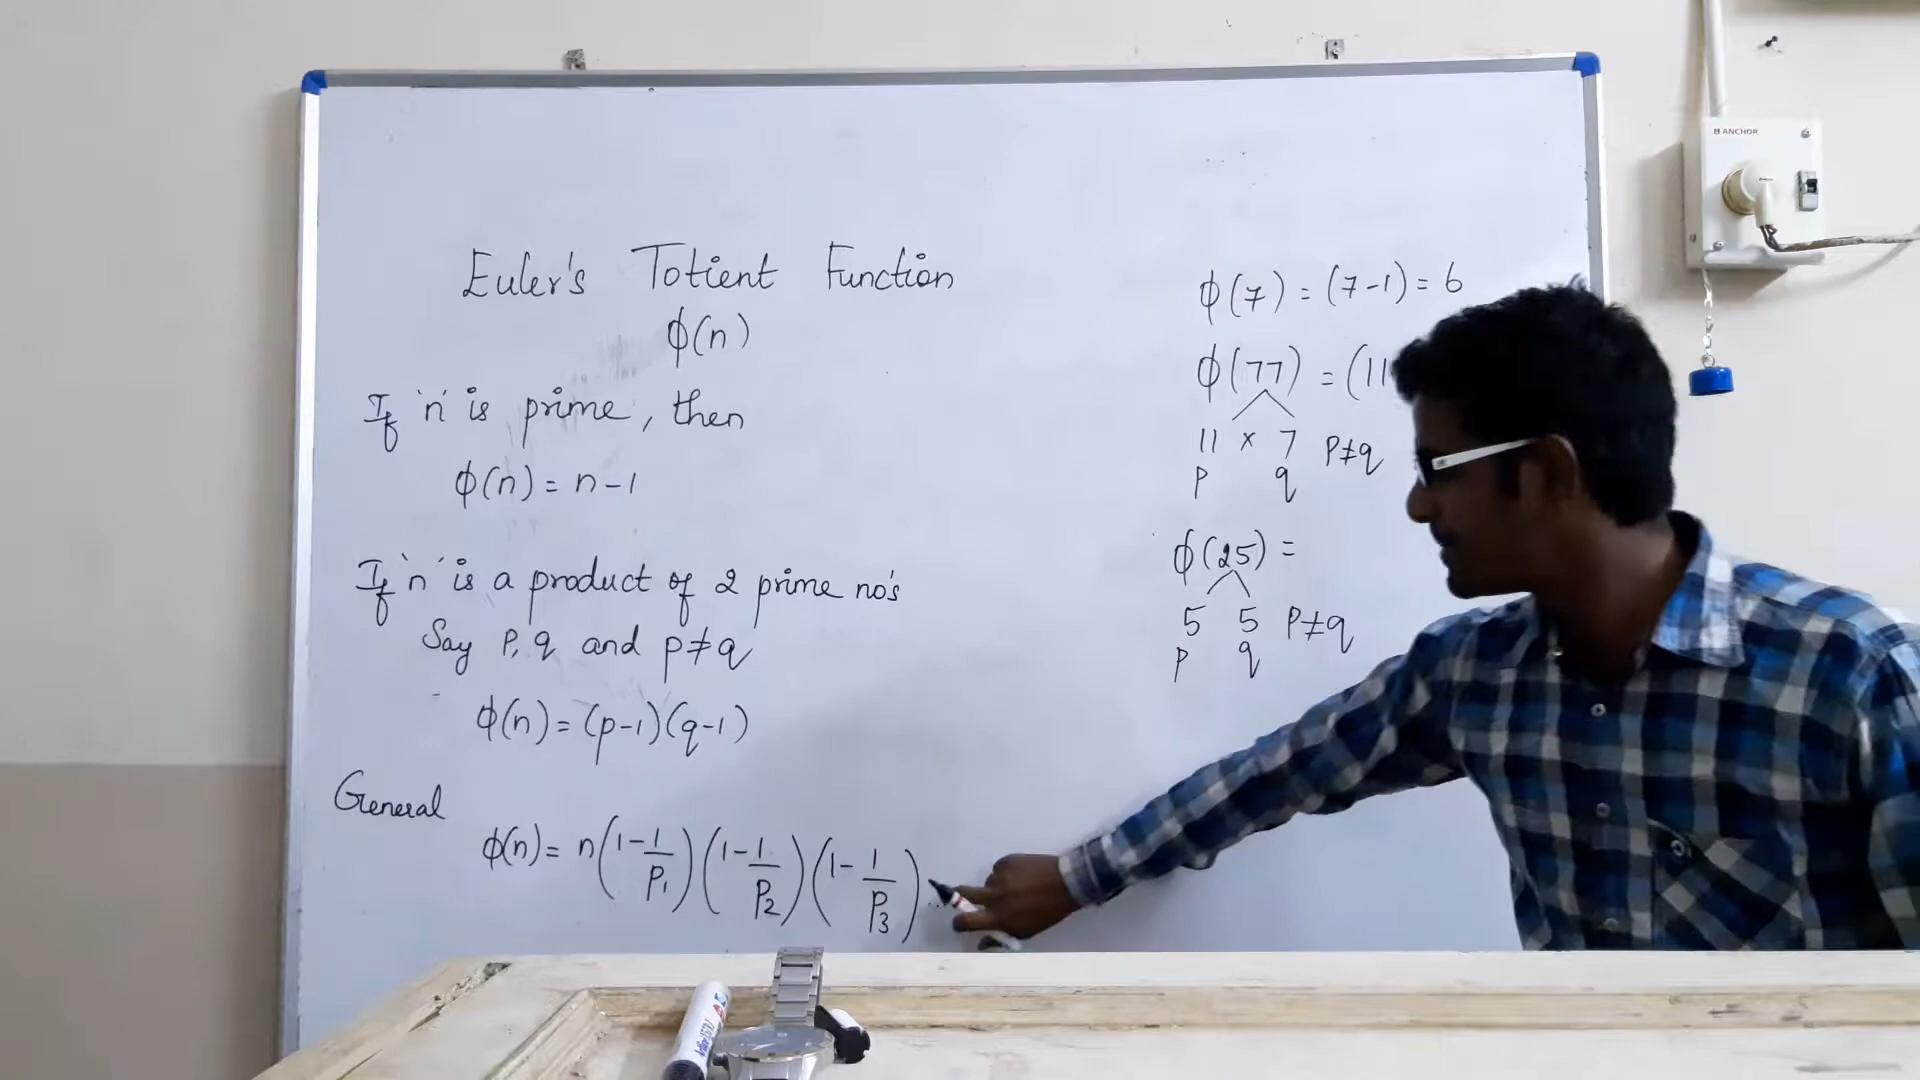 Euler's Totient Function
ϕ(n)
If 'n' is prime, then
ϕ(n) = n-1
If 'n' is a product of 2 prime no's
Say P, q and p≠q
ϕ(n) = (p-1)(q-1)
General
ϕ(n) = n(1-1/P₁)(1-1/P₂)(1-1/P₃)...
ϕ(7) = (7-1) = 6
ϕ(77) = (11
11 x 7 P≠q
p q
ϕ(25) =
5 5 P≠q
p q
ANCHOR